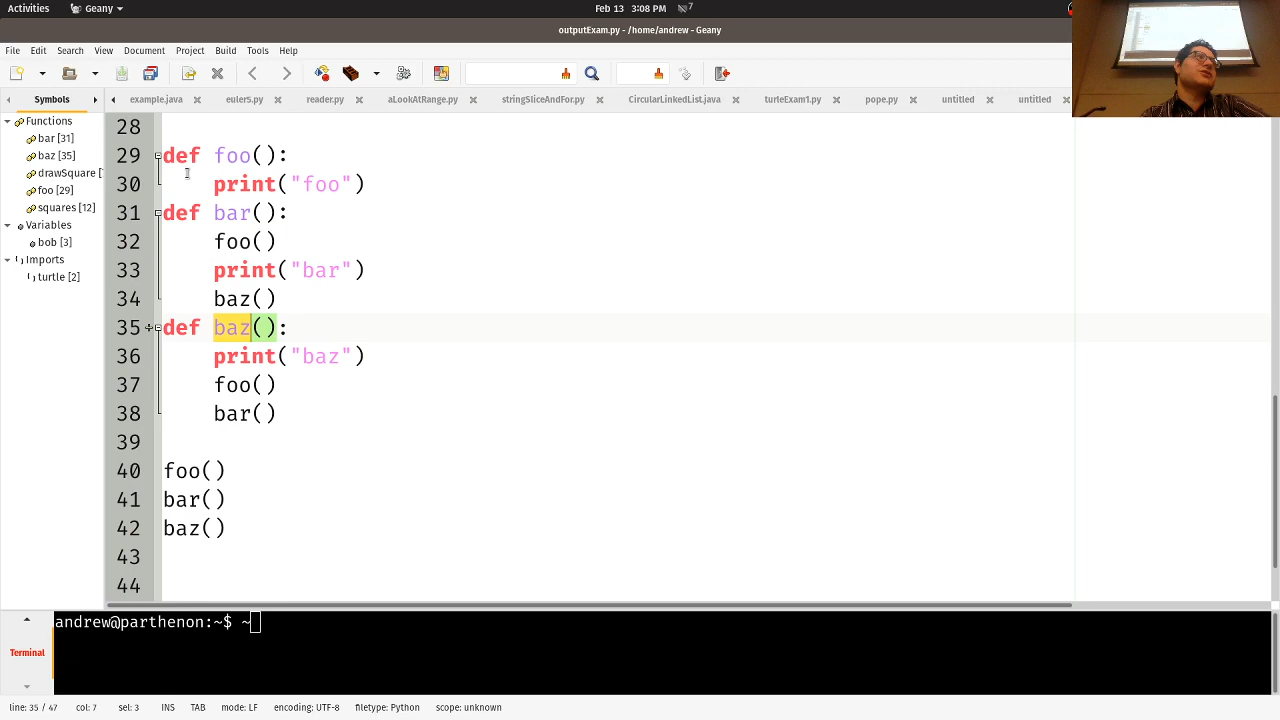 Activities Geany Feb 13 3:08 PM 7
outputExam.py - /home/andrew - Geany
File Edit Search View Document Project Build Tools Help
Symbols example.java euler5.py reader.py aLookAtRange.py stringSliceAndFor.py CircularLinkedList.java turtleExam1.py pope.py untitled untitled
Functions
bar [31]
baz [35]
drawSquare [
foo [29]
squares [12]
Variables
bob [3]
Imports
turtle [2]
28
29 def foo():
30 print("foo")
31 def bar():
32 foo()
33 print("bar")
34 baz()
35 def baz():
36 print("baz")
37 foo()
38 bar()
39
40 foo()
41 bar()
42 baz()
43
44
andrew@parthenon:~$ ~
Terminal
line: 35 / 47 col: 7 sel: 3 INS TAB mode: LF encoding: UTF-8 filetype: Python scope: unknown